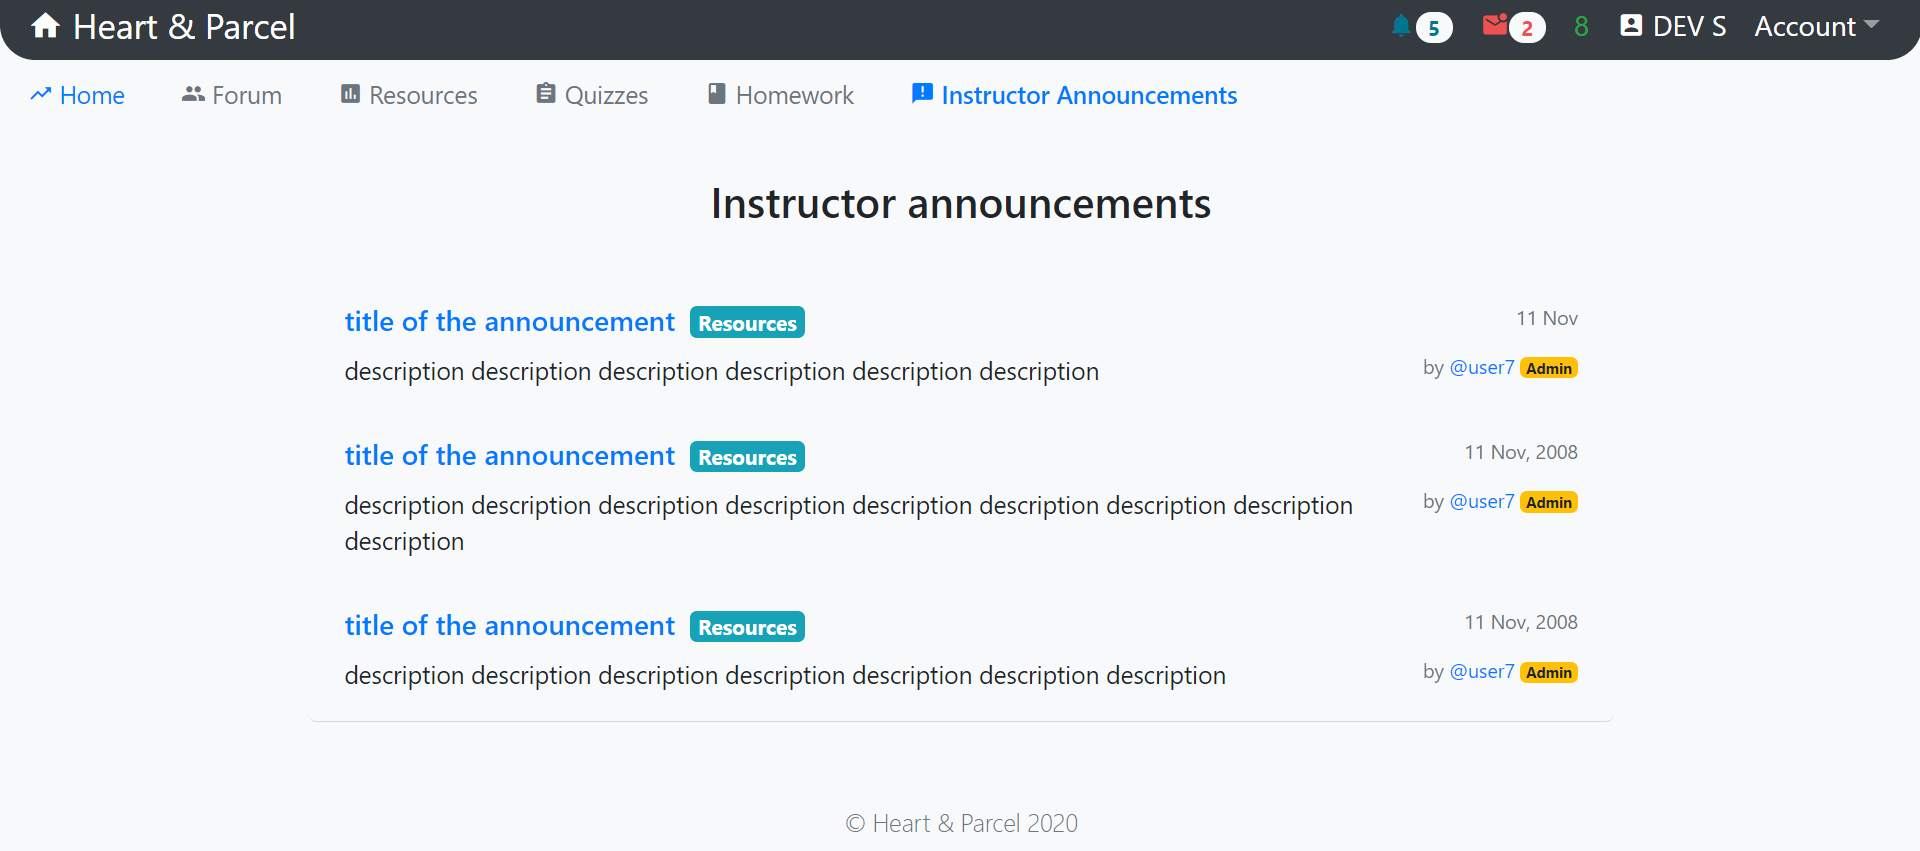 Heart & Parcel 5 2 8 DEV S Account
Home Forum Resources Quizzes Homework Instructor Announcements
Instructor announcements
title of the announcement Resources 11 Nov
description description description description description description by @user7 Admin
title of the announcement Resources 11 Nov, 2008
description description description description description description description description by @user7 Admin
description
title of the announcement Resources 11 Nov, 2008
description description description description description description description by @user7 Admin
© Heart & Parcel 2020